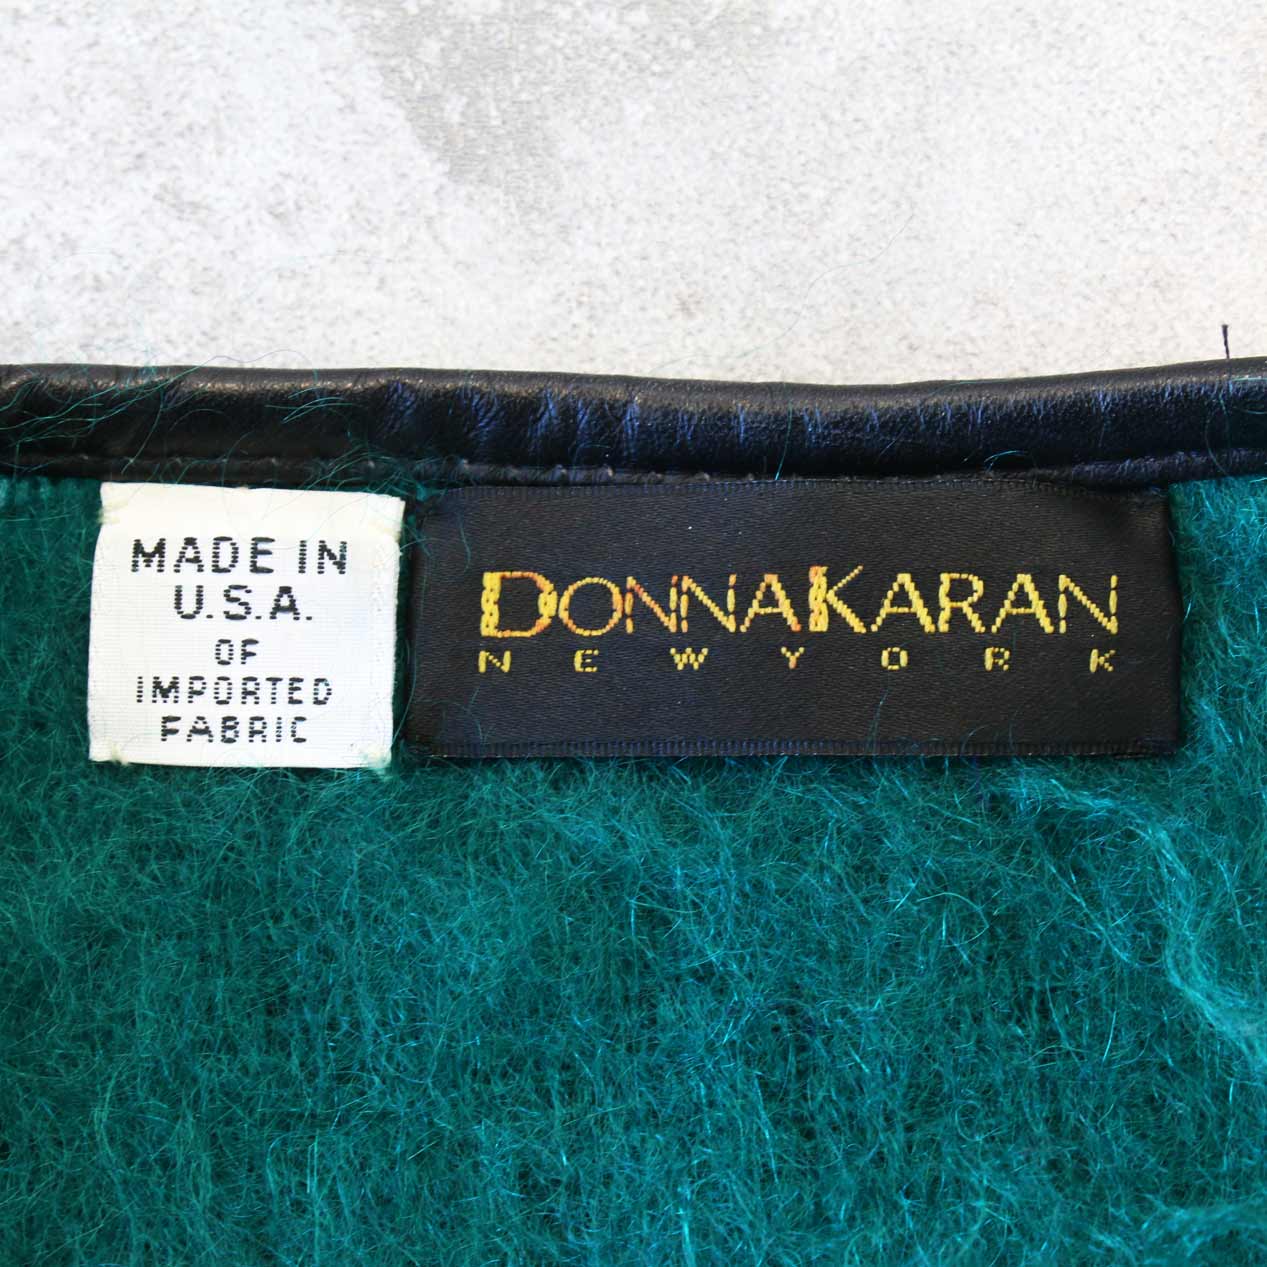 MADE IN
U.S.A.
OF
IMPORTED
FABRIC
DONNAKARAN
NEW YORK